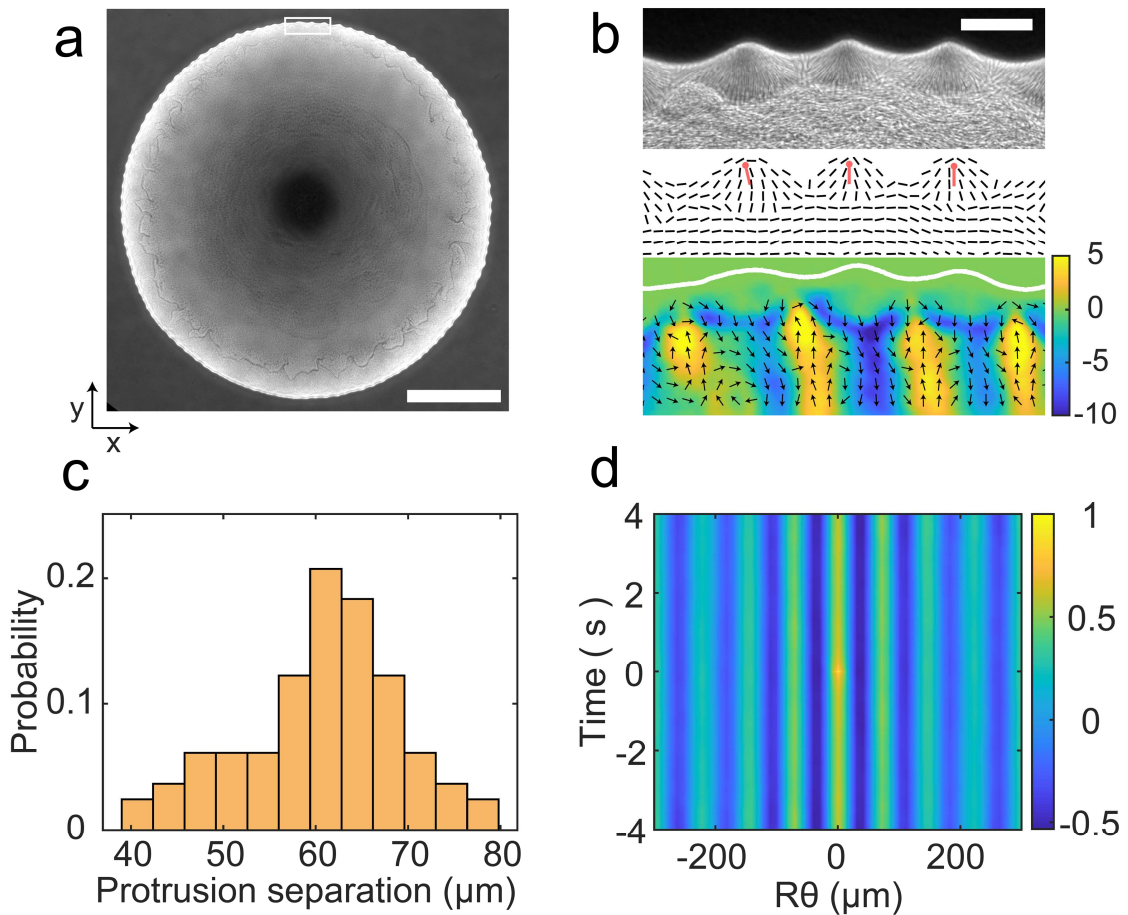 a
y
x
b
5
0
-5
-10
c
Probability
0.2
0.1
0
40 50 60 70 80
Protrusion separation (μm)
d
Time ( s )
4
2
0
-2
-4
-200 0 200
Rθ (μm)
1
0.5
0
-0.5